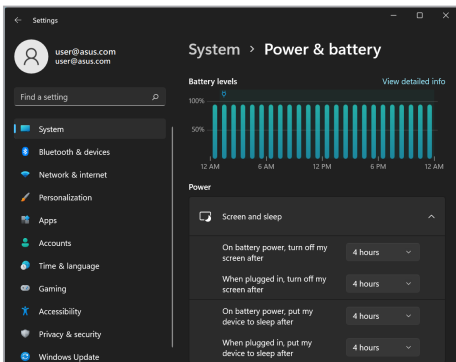 Settings
user@asus.com
user@asus.com
Find a setting
System
Bluetooth & devices
Network & internet
Personalization
Apps
Accounts
Time & language
Gaming
Accessibility
Privacy & security
Windows Update
System > Power & battery
Battery levels
View detailed info
100%
50%
12 AM
6 AM
12 PM
6 PM
12 AM
Power
Screen and sleep
On battery power, turn off my
screen after
4 hours
When plugged in, turn off my
screen after
4 hours
On battery power, put my
device to sleep after
4 hours
When plugged in, put my
device to sleep after
4 hours